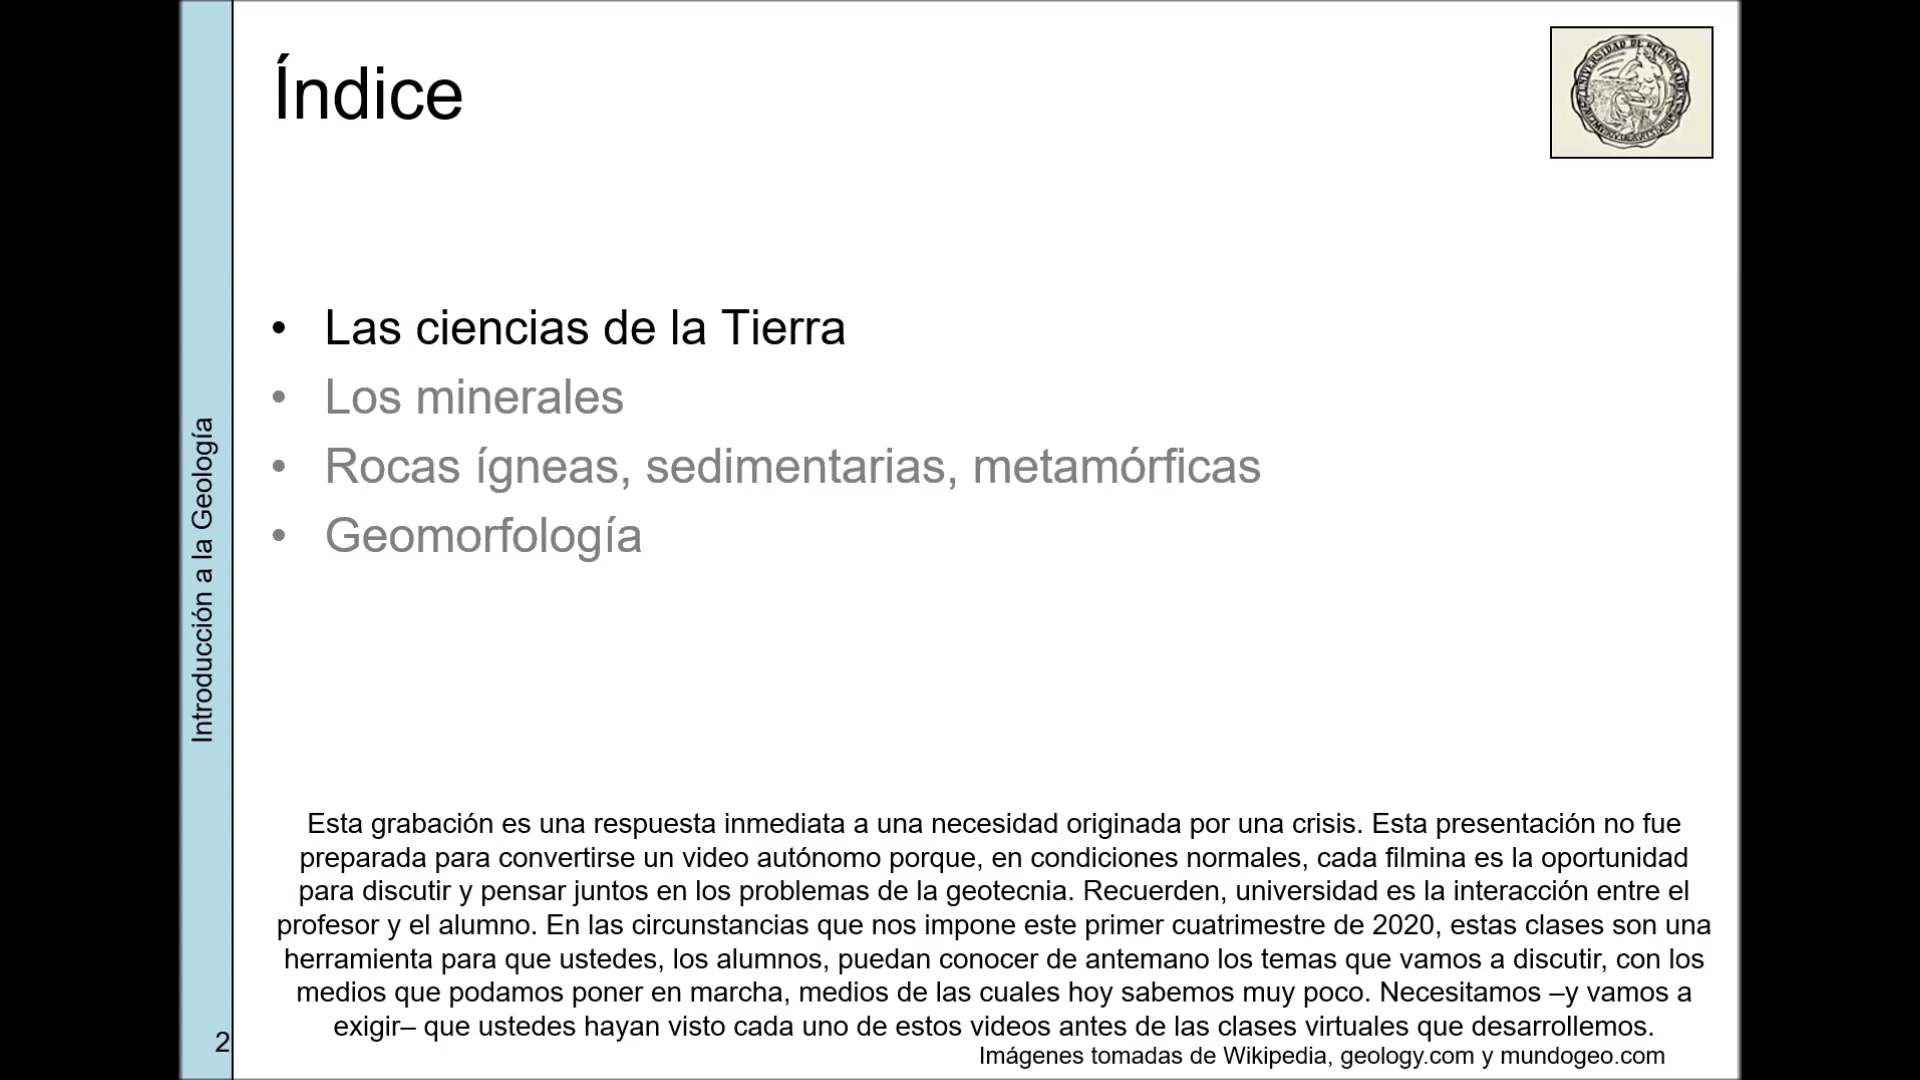 Índice
UNIVERSIDAD DE BUENOS AIRES
• Las ciencias de la Tierra
• Los minerales
• Rocas ígneas, sedimentarias, metamórficas
• Geomorfología
Introducción a la Geología
Esta grabación es una respuesta inmediata a una necesidad originada por una crisis. Esta presentación no fue
preparada para convertirse un video autónomo porque, en condiciones normales, cada filmina es la oportunidad
para discutir y pensar juntos en los problemas de la geotecnia. Recuerden, universidad es la interacción entre el
profesor y el alumno. En las circunstancias que nos impone este primer cuatrimestre de 2020, estas clases son una
herramienta para que ustedes, los alumnos, puedan conocer de antemano los temas que vamos a discutir, con los
medios que podamos poner en marcha, medios de las cuales hoy sabemos muy poco. Necesitamos –y vamos a
exigir– que ustedes hayan visto cada uno de estos videos antes de las clases virtuales que desarrollemos.
2
Imágenes tomadas de Wikipedia, geology.com y mundogeo.com